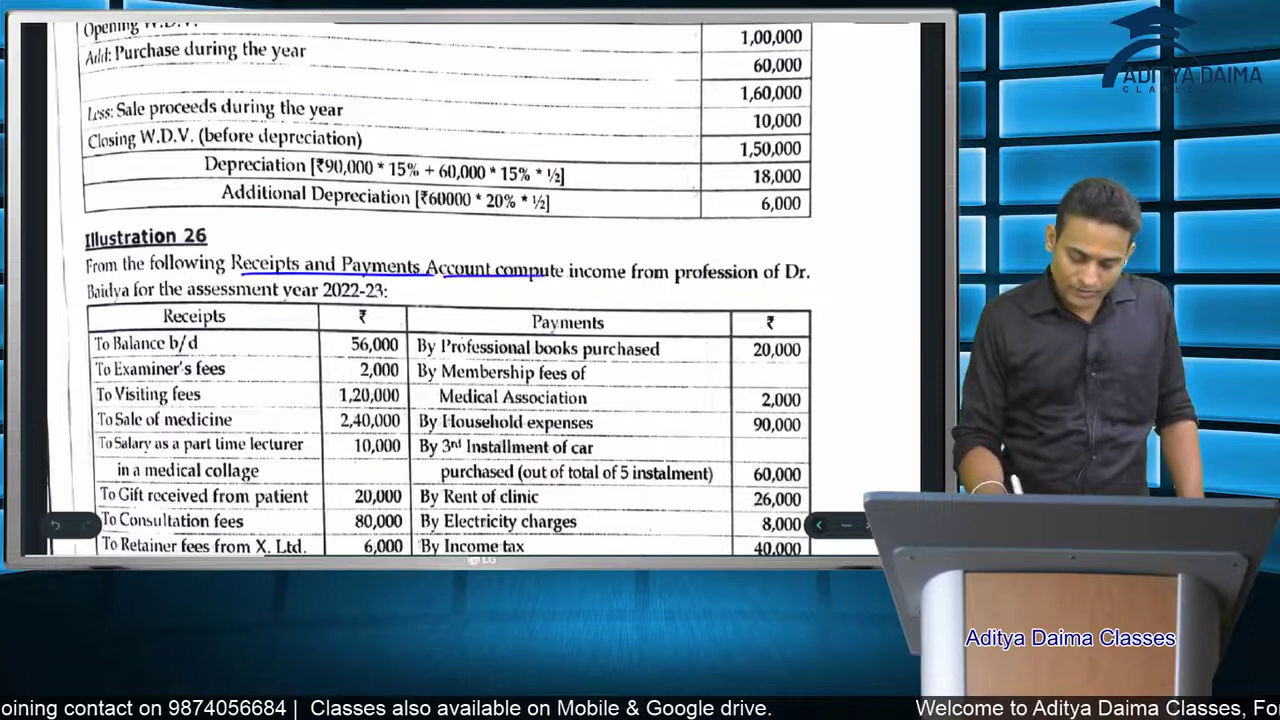 Opening W.D.V.
1,00,000
Add: Purchase during the year
60,000
1,60,000
Less: Sale proceeds during the year
10,000
Closing W.D.V. (before depreciation)
1,50,000
Depreciation [₹90,000 * 15% + 60,000 * 15% * ½]
18,000
Additional Depreciation [₹60000 * 20% * ½]
6,000
Illustration 26
From the following Receipts and Payments Account compute income from profession of Dr.
Baidya for the assessment year 2022-23:
Receipts ₹ Payments ₹
To Balance b/d 56,000 By Professional books purchased 20,000
To Examiner's fees 2,000 By Membership fees of
To Visiting fees 1,20,000 Medical Association 2,000
To Sale of medicine 2,40,000 By Household expenses 90,000
To Salary as a part time lecturer 10,000 By 3rd Installment of car
in a medical collage purchased (out of total of 5 instalment) 60,000
To Gift received from patient 20,000 By Rent of clinic 26,000
To Consultation fees 80,000 By Electricity charges 8,000
To Retainer fees from X. Ltd. 6,000 By Income tax 40,000
LG
ADITYA DAIMA
CLASSES
Aditya Daima Classes
oining contact on 9874056684 | Classes also available on Mobile & Google drive.
Welcome to Aditya Daima Classes, Fo